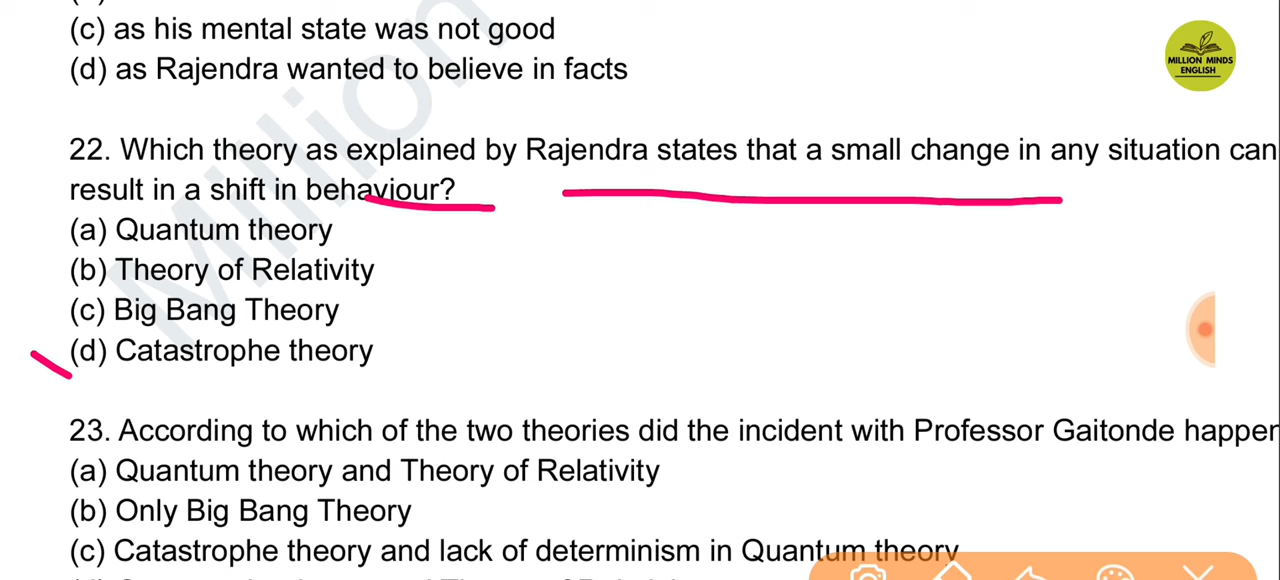 (c) as his mental state was not good
(d) as Rajendra wanted to believe in facts
MILLION MINDS
ENGLISH
22. Which theory as explained by Rajendra states that a small change in any situation can
result in a shift in behaviour?
(a) Quantum theory
(b) Theory of Relativity
(c) Big Bang Theory
(d) Catastrophe theory
23. According to which of the two theories did the incident with Professor Gaitonde happen
(a) Quantum theory and Theory of Relativity
(b) Only Big Bang Theory
(c) Catastrophe theory and lack of determinism in Quantum theory
Million